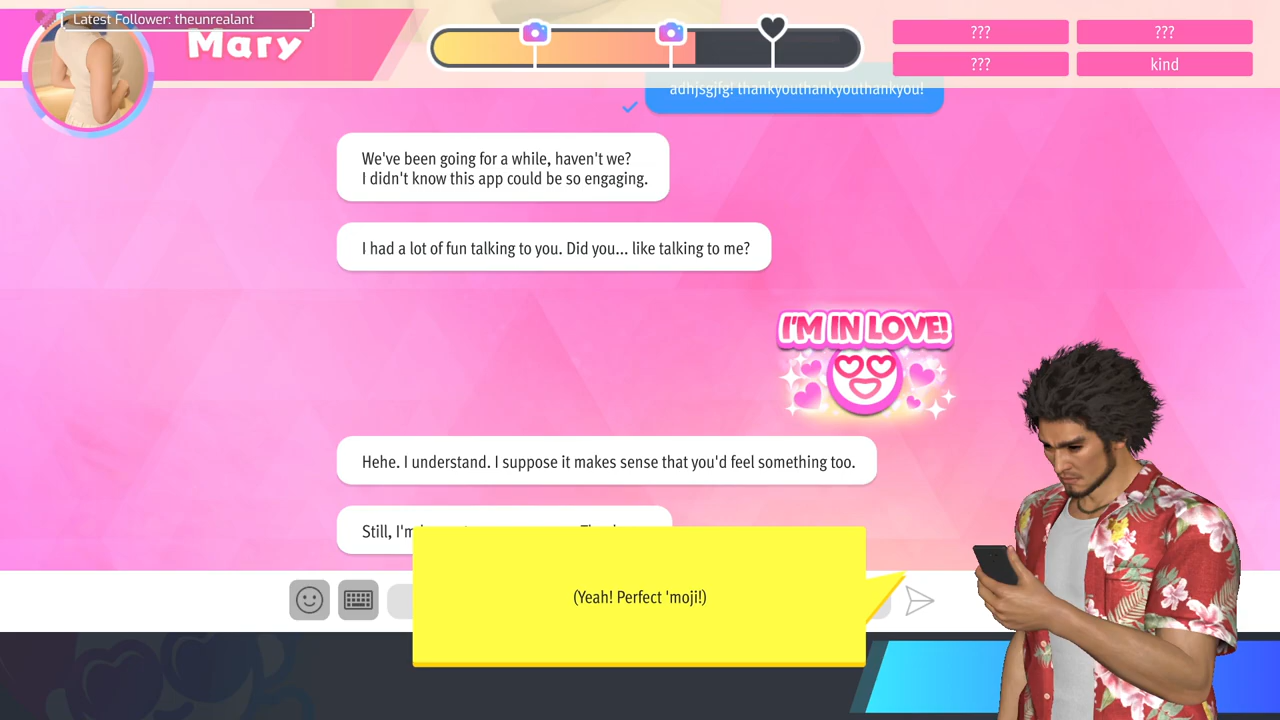 Latest Follower: theunrealant
Mary
???
???
???
kind
adhjsgjfg! thankyouthankyouthankyou!
We've been going for a while, haven't we?
I didn't know this app could be so engaging.
I had a lot of fun talking to you. Did you... like talking to me?
I'M IN LOVE!
Hehe. I understand. I suppose it makes sense that you'd feel something too.
Still,
(Yeah! Perfect 'moji!)